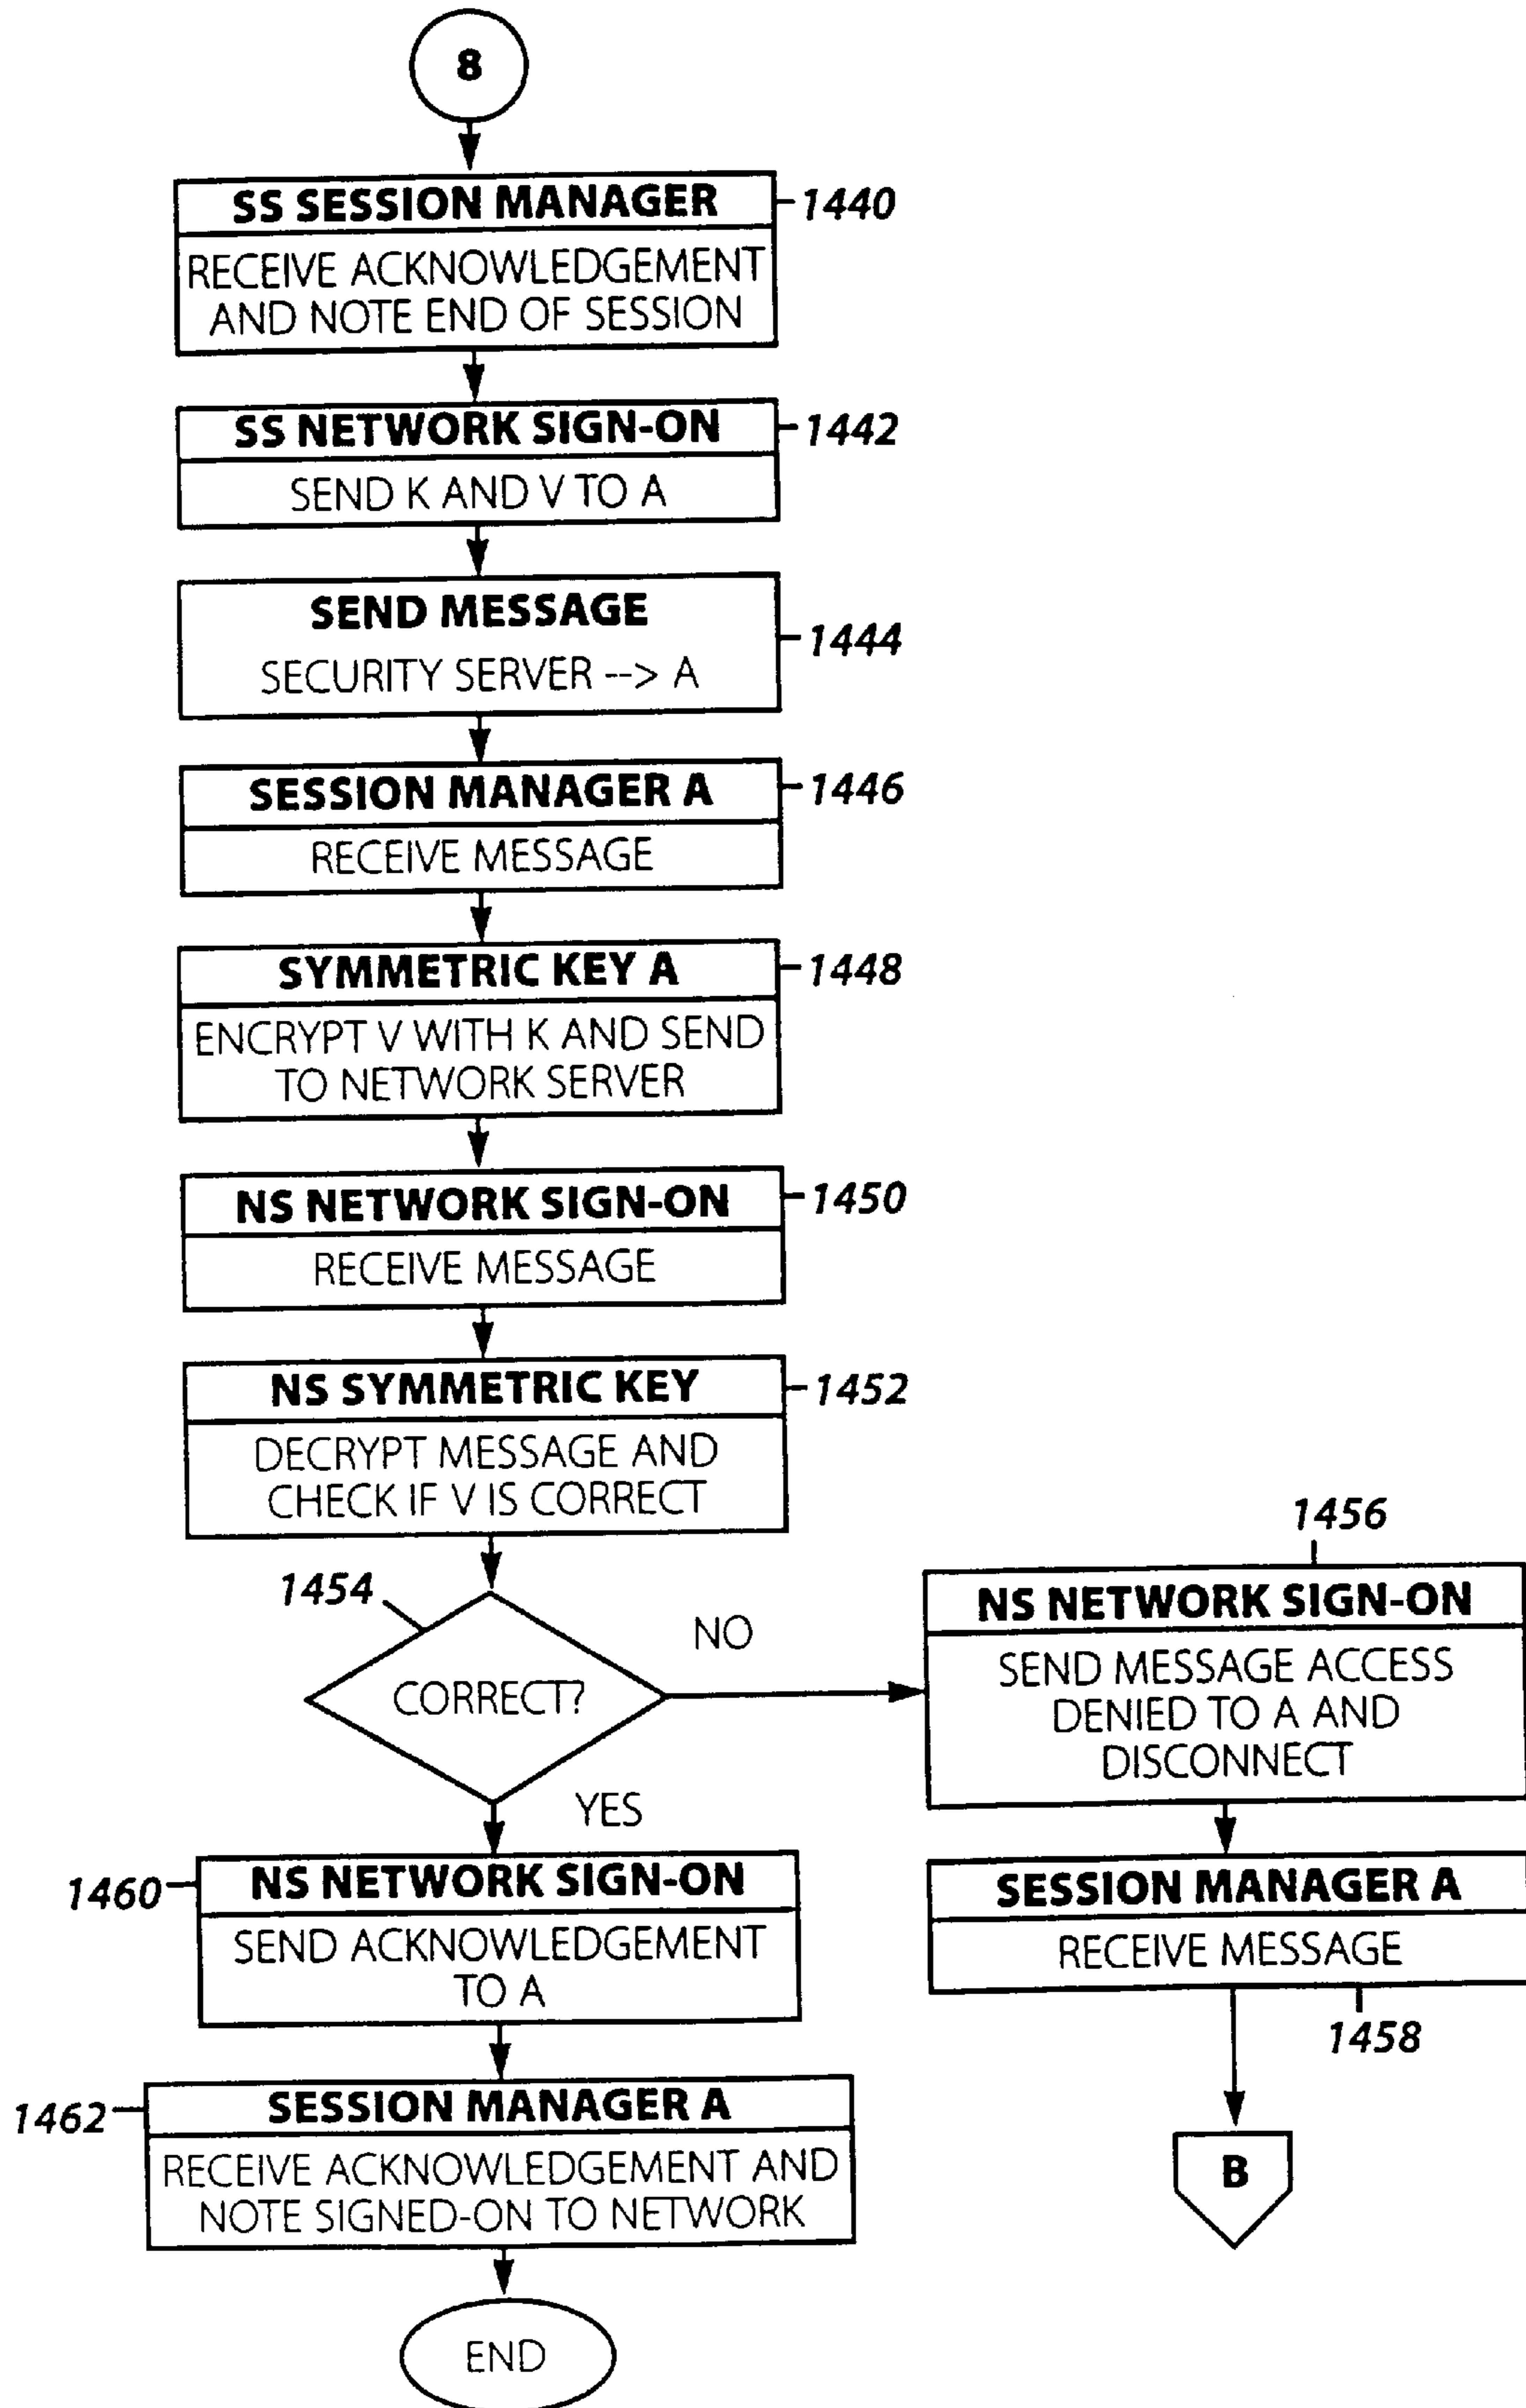 8
SS SESSION MANAGER
1440
RECEIVE ACKNOWLEDGEMENT
AND NOTE END OF SESSION
SS NETWORK SIGN-ON
1442
SEND K AND V TO A
SEND MESSAGE
1444
SECURITY SERVER --> A
SESSION MANAGER A
1446
RECEIVE MESSAGE
SYMMETRIC KEY A
1448
ENCRYPT V WITH K AND SEND
TO NETWORK SERVER
NS NETWORK SIGN-ON
1450
RECEIVE MESSAGE
NS SYMMETRIC KEY
1452
DECRYPT MESSAGE AND
CHECK IF V IS CORRECT
1454
CORRECT?
NO
YES
1456
NS NETWORK SIGN-ON
SEND MESSAGE ACCESS
DENIED TO A AND
DISCONNECT
SESSION MANAGER A
RECEIVE MESSAGE
1458
B
1460
NS NETWORK SIGN-ON
SEND ACKNOWLEDGEMENT
TO A
1462
SESSION MANAGER A
RECEIVE ACKNOWLEDGEMENT AND
NOTE SIGNED-ON TO NETWORK
END